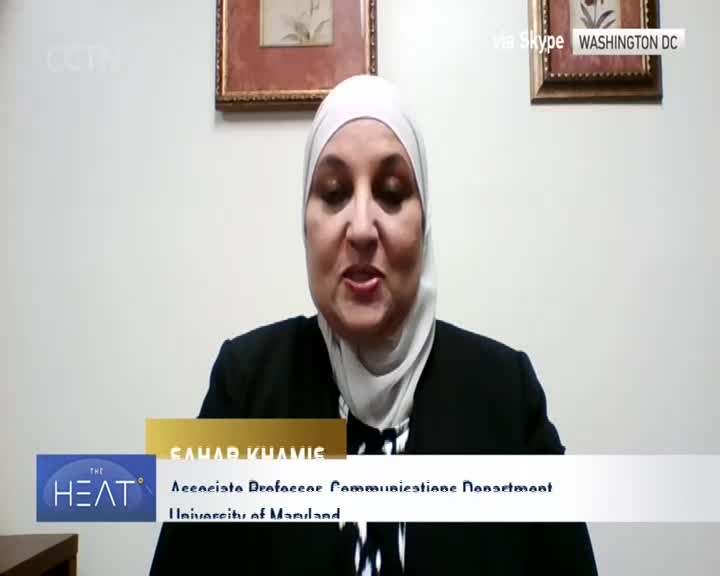 CGTN
via Skype
WASHINGTON DC
SAHAR KHAMIS
THE
HEAT
Associate Professor, Communications Department
University of Maryland